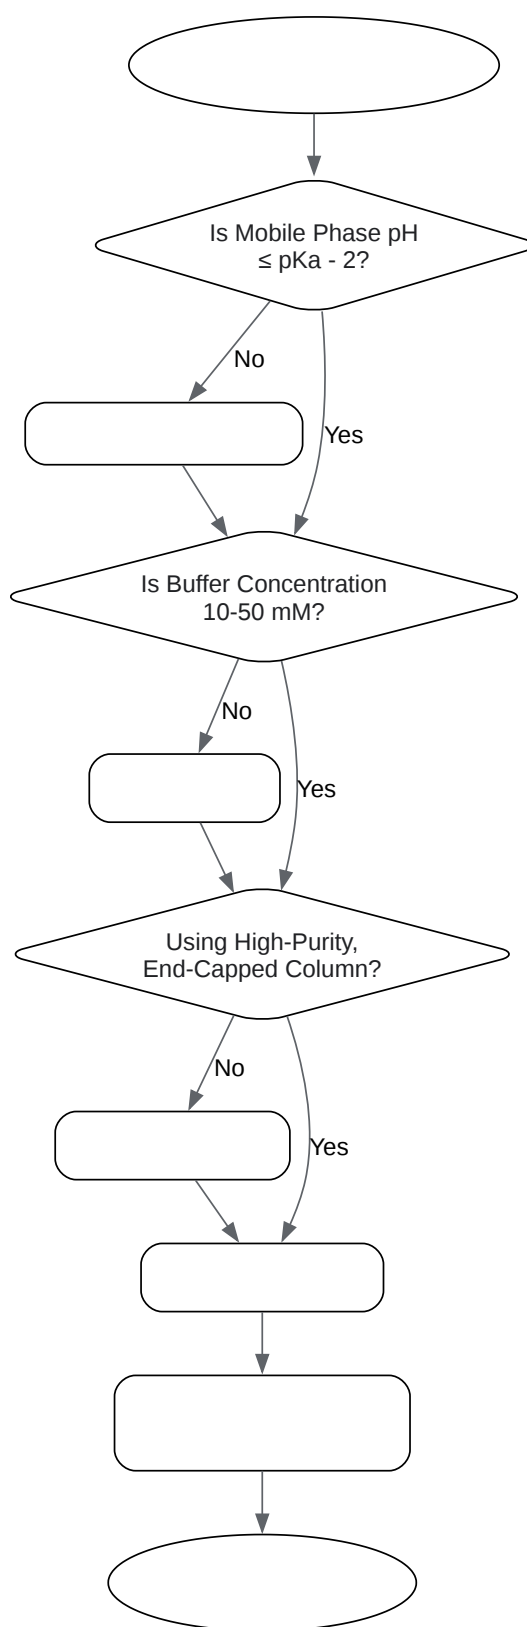 Is Mobile Phase pH
≤ pKa - 2?
No
Yes
Is Buffer Concentration
10-50 mM?
No
Yes
Using High-Purity,
End-Capped Column?
No
Yes